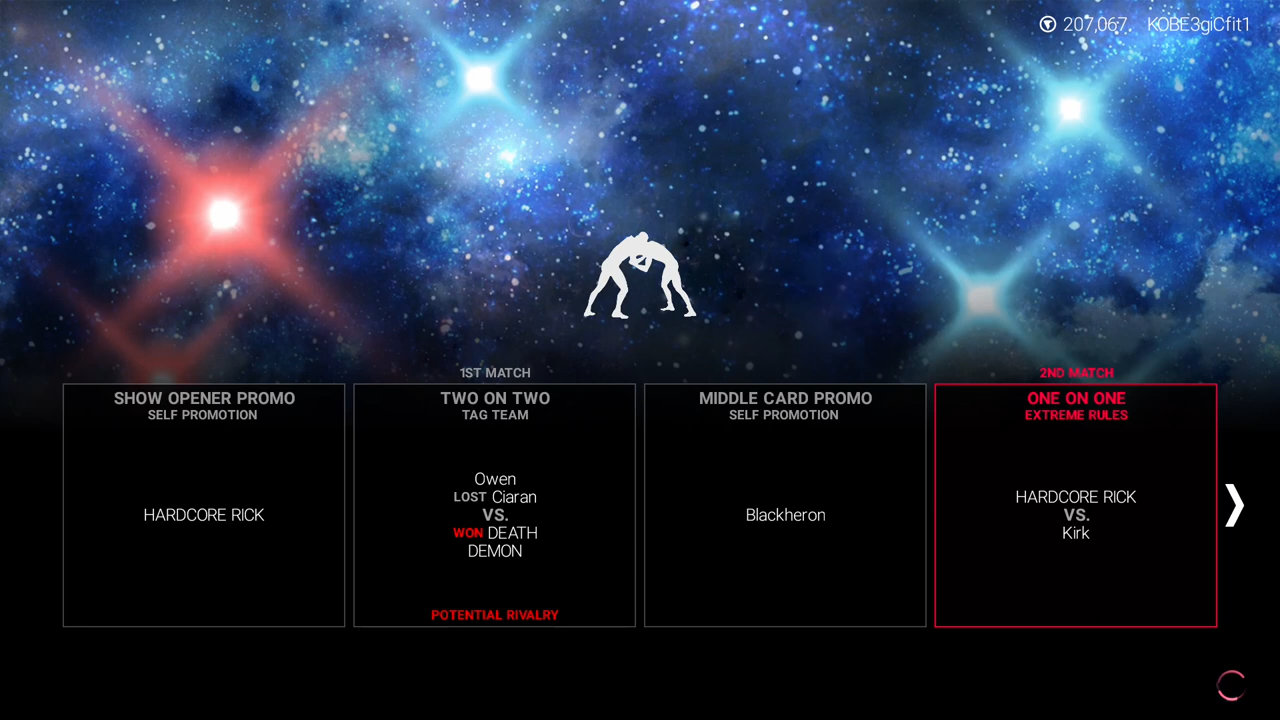 207,067 KOBE3giCfit1
1ST MATCH
2ND MATCH
SHOW OPENER PROMO
SELF PROMOTION
HARDCORE RICK
TWO ON TWO
TAG TEAM
Owen
LOST Ciaran
VS.
WON DEATH
DEMON
POTENTIAL RIVALRY
MIDDLE CARD PROMO
SELF PROMOTION
Blackheron
ONE ON ONE
EXTREME RULES
HARDCORE RICK
VS.
Kirk